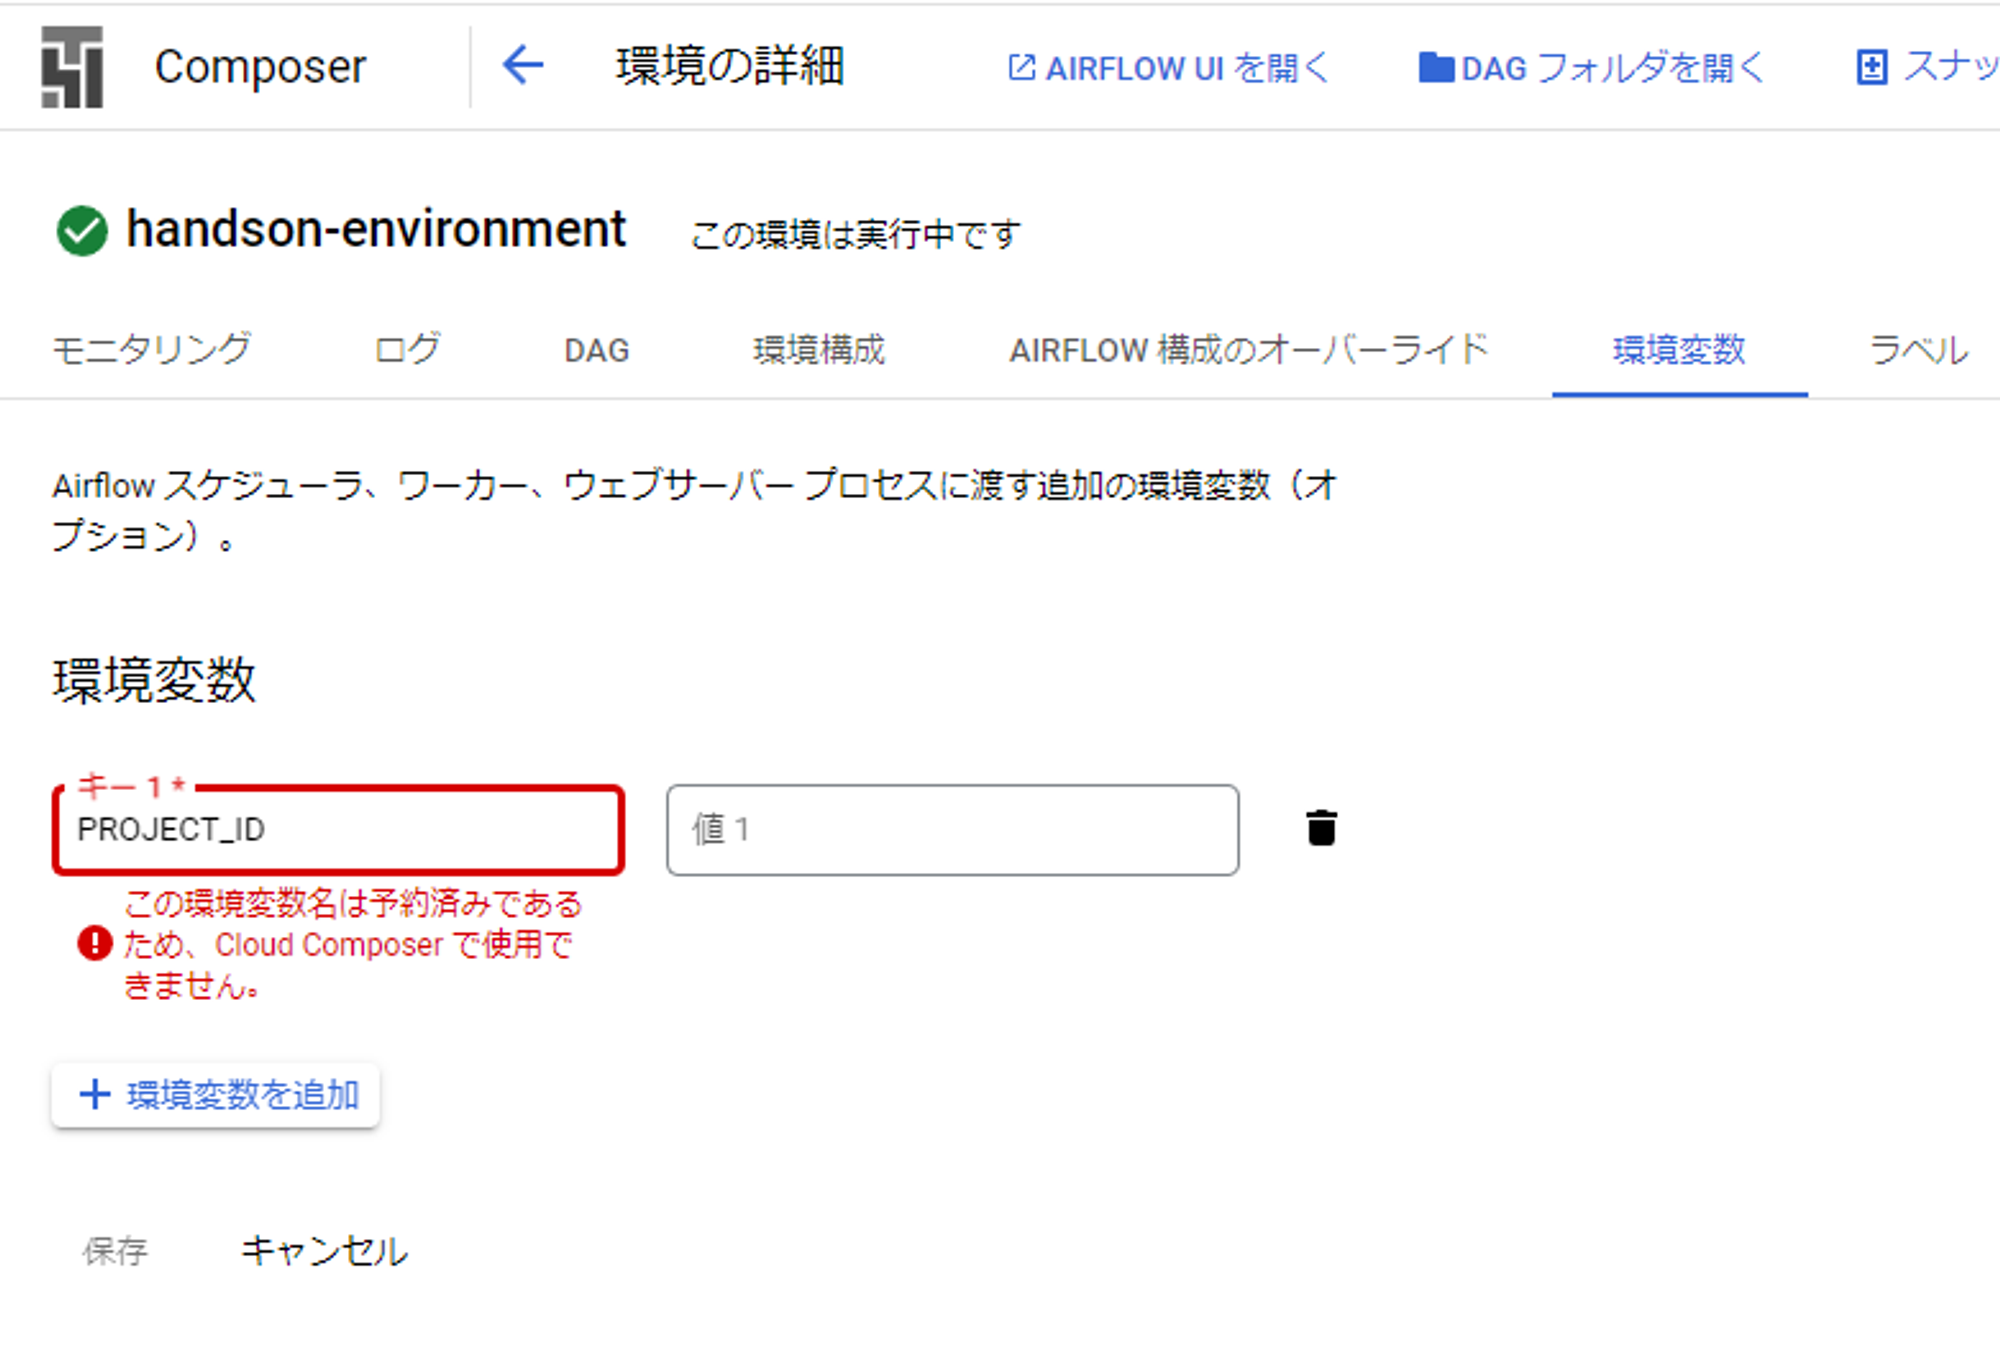 Composer
環境の詳細
AIRFLOW UI を開く
DAG フォルダを開く
スナッ
handson-environment
この環境は実行中です
モニタリング
ログ
DAG
環境構成
AIRFLOW 構成のオーバーライド
環境変数
ラベル
Airflow スケジューラ、ワーカー、ウェブサーバー プロセスに渡す追加の環境変数（オ
プション）。
環境変数
キー 1 *
PROJECT_ID
値 1
この環境変数名は予約済みである
ため、Cloud Composer で使用で
きません。
環境変数を追加
保存
キャンセル